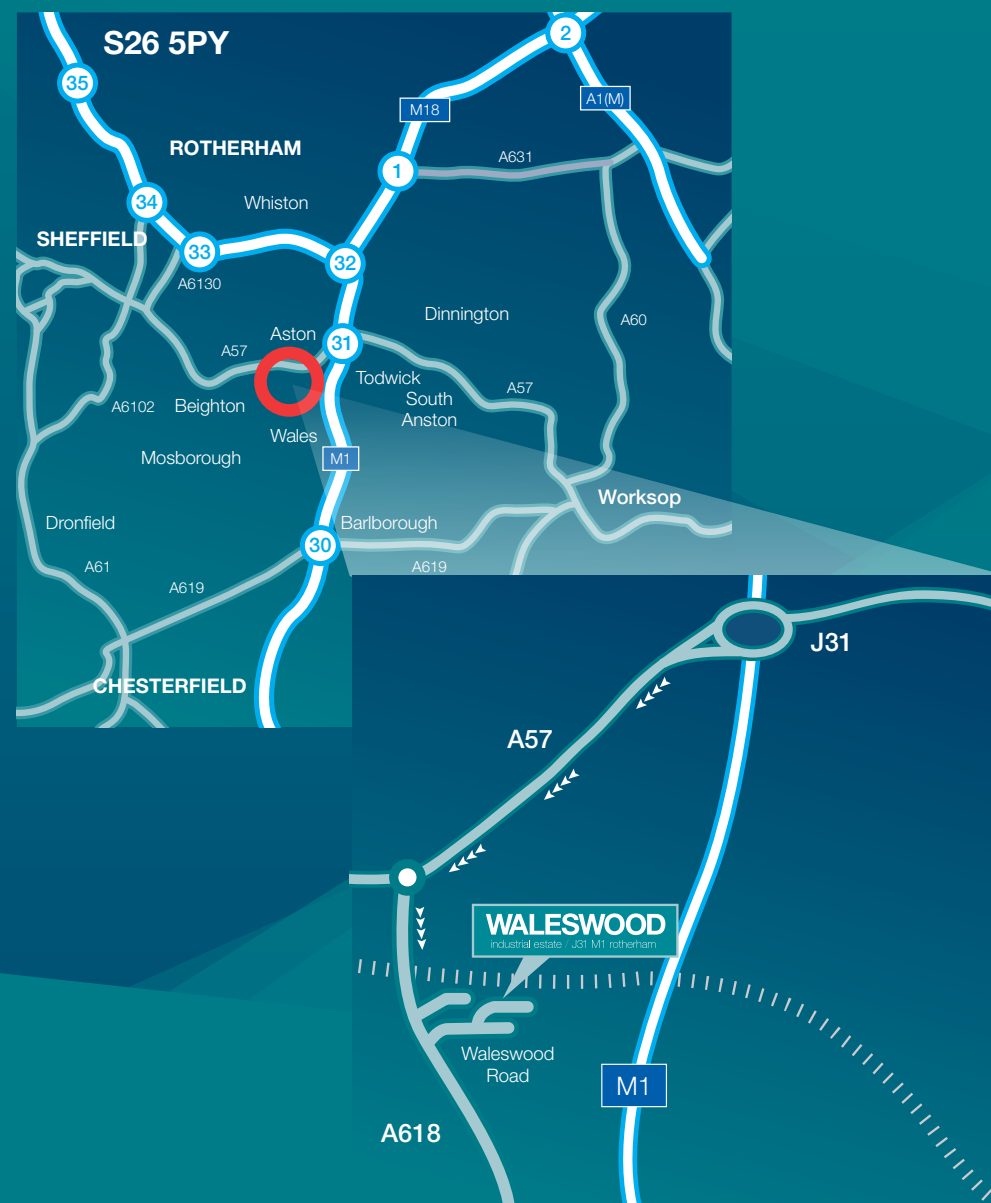 S26 5PY
2
35
M18
A1(M)
ROTHERHAM
1
A631
34
Whiston
SHEFFIELD
33
32
A6130
Dinnington
A60
Aston
31
A57
Todwick
South
Anston
A57
A6102
Beighton
Wales
Mosborough
M1
Worksop
Dronfield
Barlborough
30
A61
A619
A619
CHESTERFIELD
J31
A57
WALESWOOD
industrial estate / J31 M1 rotherham
Waleswood
Road
M1
A618